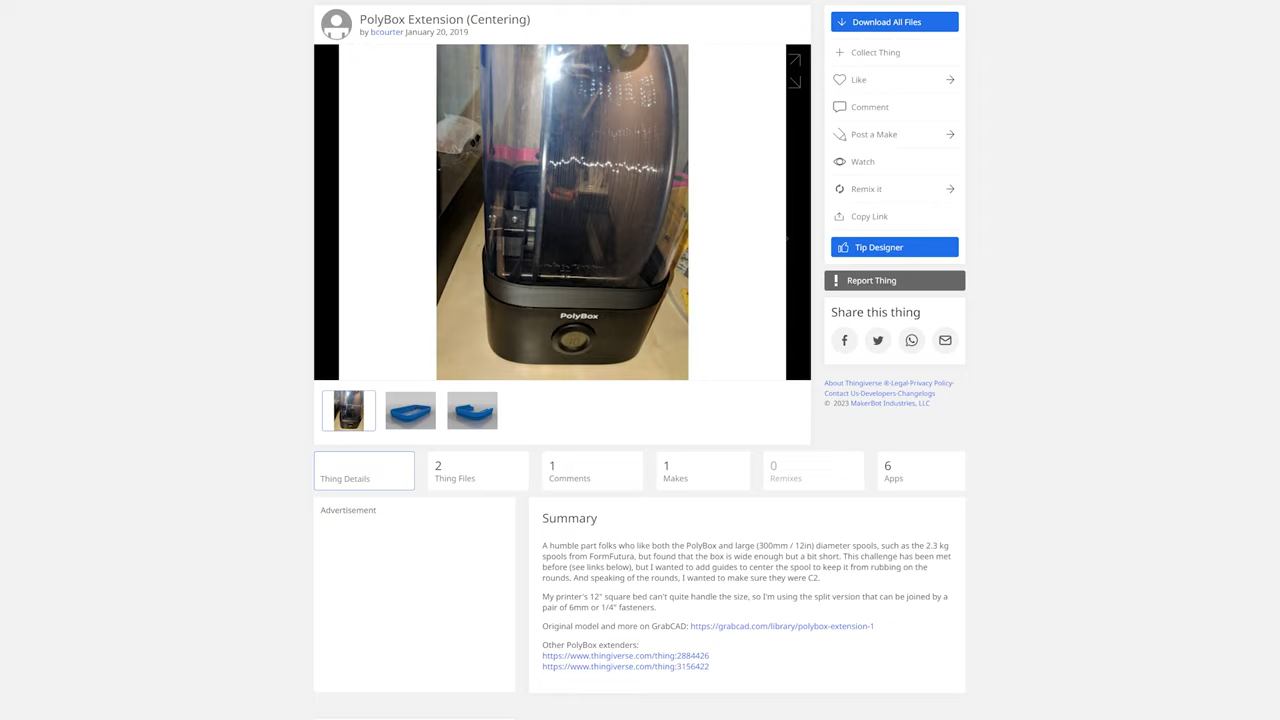 PolyBox Extension (Centering)
by bcourter January 20, 2019
PolyBox
Download All Files
Collect Thing
Like
Comment
Post a Make
Watch
Remix it
Copy Link
Tip Designer
Report Thing
Share this thing
About Thingiverse ®·Legal·Privacy Policy·
Contact Us·Developers·Changelogs
© 2023 MakerBot Industries, LLC
Thing Details
2
Thing Files
1
Comments
1
Makes
0
Remixes
6
Apps
Advertisement
Summary
A humble part folks who like both the PolyBox and large (300mm / 12in) diameter spools, such as the 2.3 kg
spools from FormFutura, but found that the box is wide enough but a bit short. This challenge has been met
before (see links below), but I wanted to add guides to center the spool to keep it from rubbing on the
rounds. And speaking of the rounds, I wanted to make sure they were C2.
My printer's 12" square bed can't quite handle the size, so I'm using the split version that can be joined by a
pair of 6mm or 1/4" fasteners.
Original model and more on GrabCAD: https://grabcad.com/library/polybox-extension-1
Other PolyBox extenders:
https://www.thingiverse.com/thing:2884426
https://www.thingiverse.com/thing:3156422